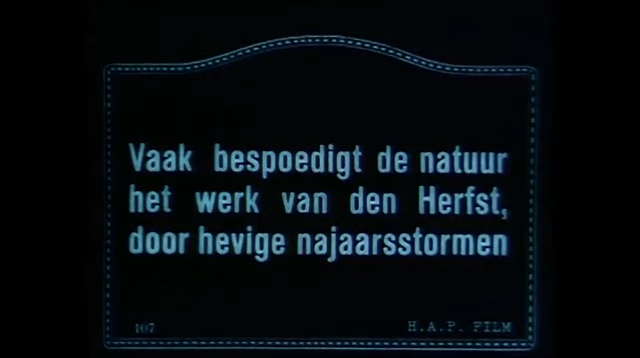 Vaak bespoedigt de natuur
het werk van den Herfst,
door hevige najaarsstormen
107 H.A.P. FILM